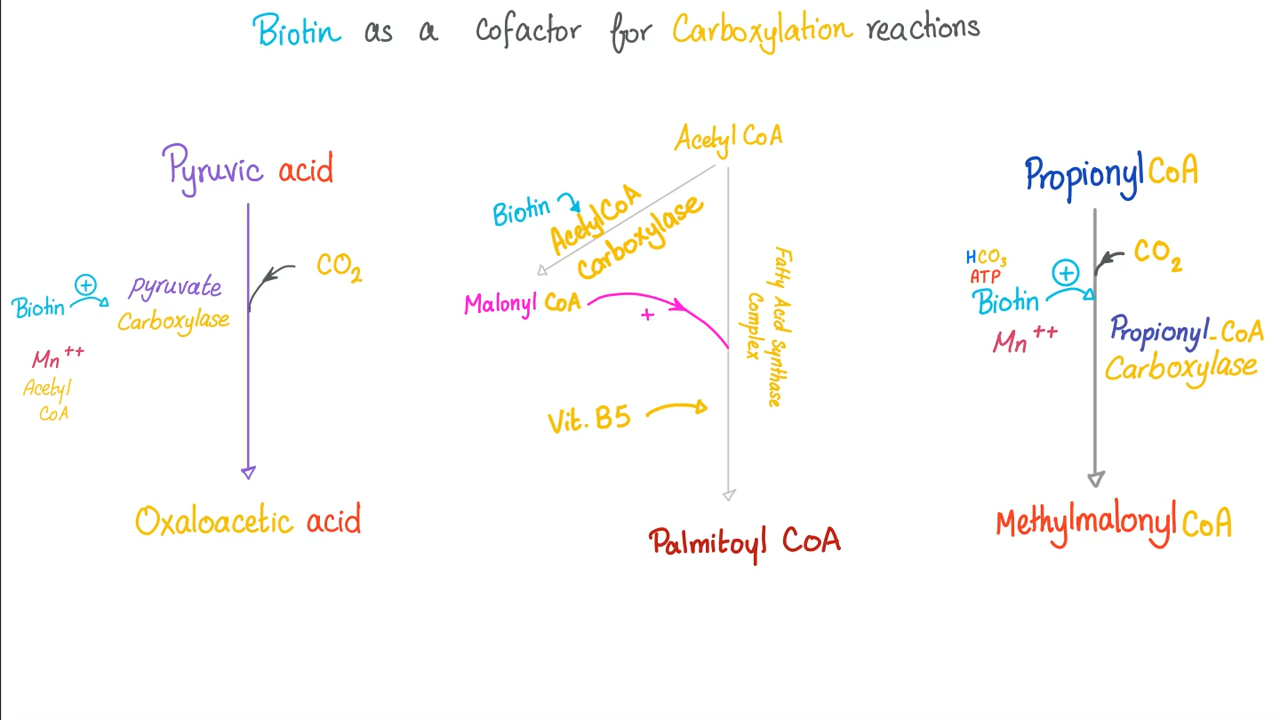 Biotin as a cofactor for Carboxylation reactions
Pyruvic acid
CO2
Biotin
+
Pyruvate
Carboxylase
Mn++
Acetyl
CoA
Oxaloacetic acid
Acetyl CoA
Biotin
Acetyl CoA
Carboxylase
Malonyl CoA
+
Fatty Acid Synthase
Complex
Vit. B5
Palmitoyl CoA
Propionyl CoA
CO2
HCO3
ATP
Biotin
+
Mn++
Propionyl-CoA
Carboxylase
Methylmalonyl CoA